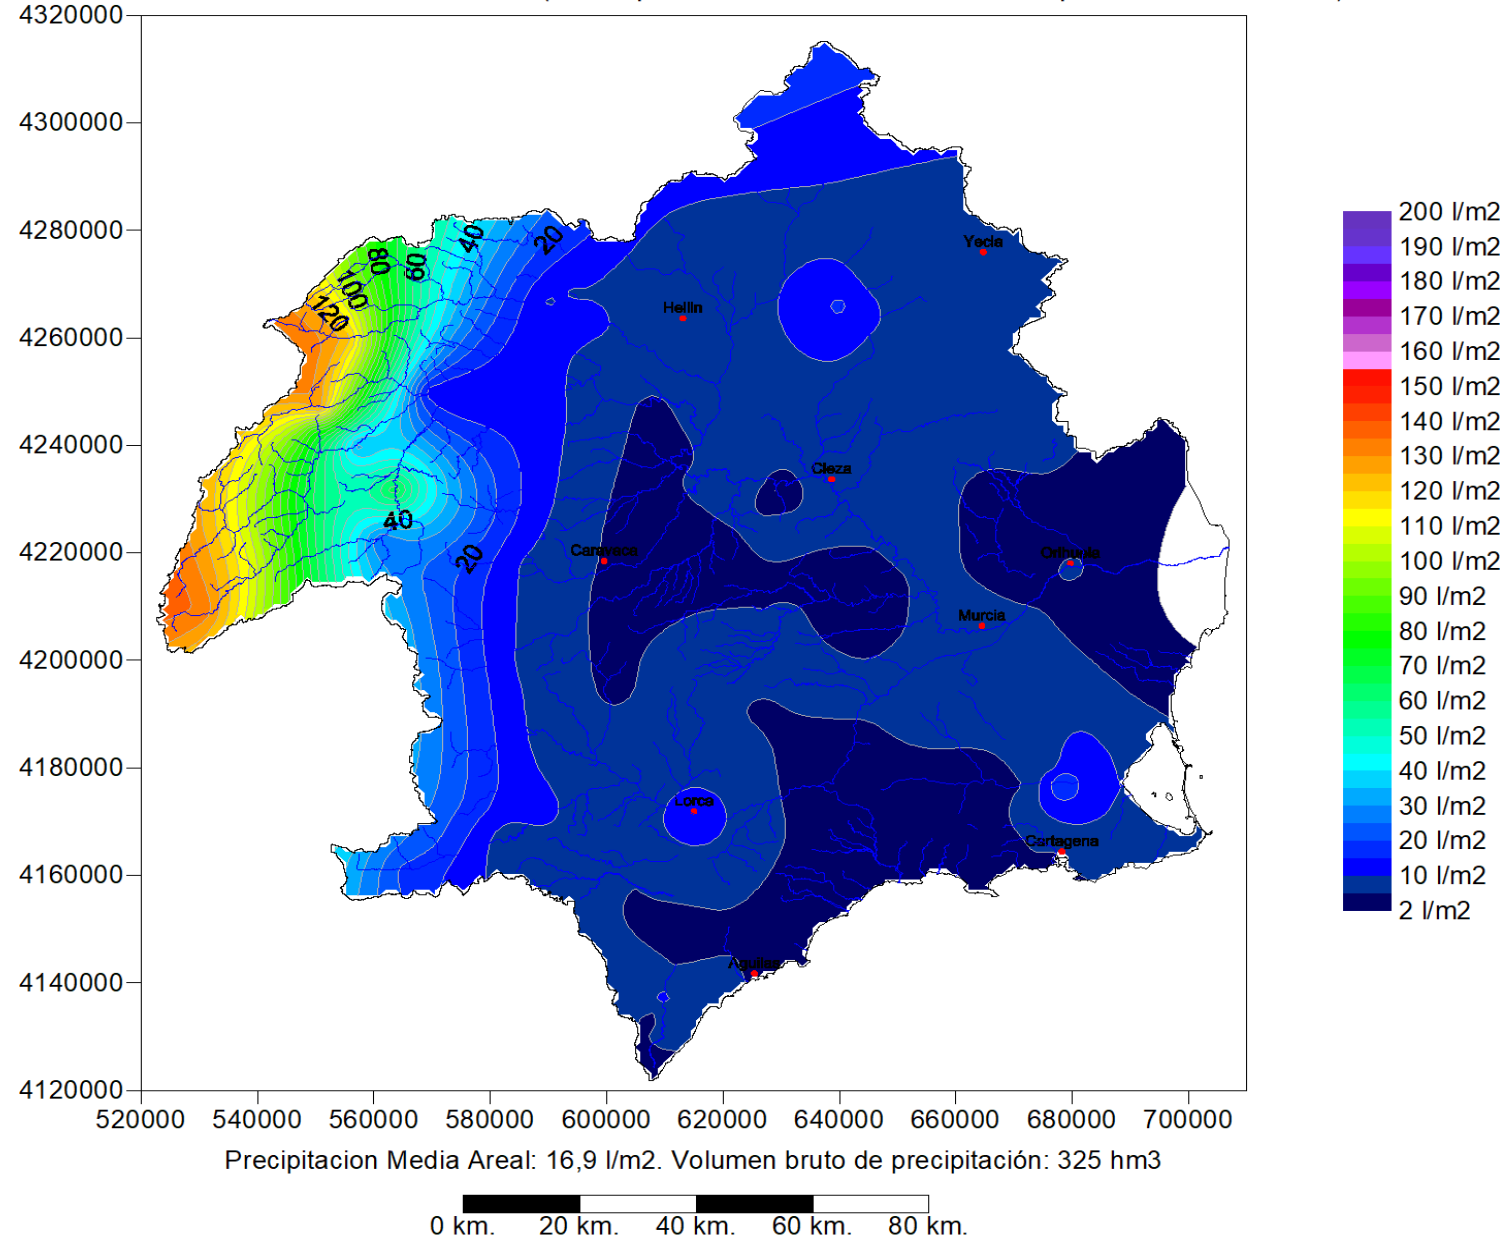 4320000
4300000
4280000
4260000
4240000
4220000
4200000
4180000
4160000
4140000
4120000
520000 540000 560000 580000 600000 620000 640000 660000 680000 700000
120
100
80
60
40
20
40
20
Yecla
Hellin
Cieza
Caravaca
Orihuela
Murcia
Lorca
Cartagena
Aguilas
200 l/m2
190 l/m2
180 l/m2
170 l/m2
160 l/m2
150 l/m2
140 l/m2
130 l/m2
120 l/m2
110 l/m2
100 l/m2
90 l/m2
80 l/m2
70 l/m2
60 l/m2
50 l/m2
40 l/m2
30 l/m2
20 l/m2
10 l/m2
2 l/m2
Precipitacion Media Areal: 16,9 l/m2. Volumen bruto de precipitación: 325 hm3
0 km. 20 km. 40 km. 60 km. 80 km.